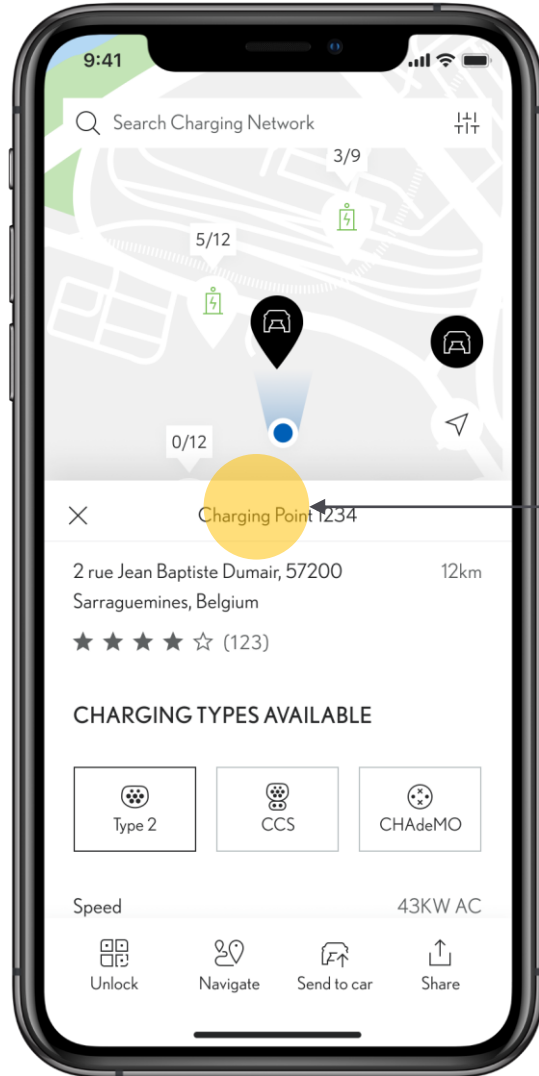 9:41
Search Charging Network
3/9
5/12
0/12
Charging Point 1234
2 rue Jean Baptiste Dumair, 57200
12km
Sarraguemines, Belgium
(123)
CHARGING TYPES AVAILABLE
Type 2
CCS
CHAdeMO
Speed
43KW AC
Unlock
Navigate
Send to car
Share